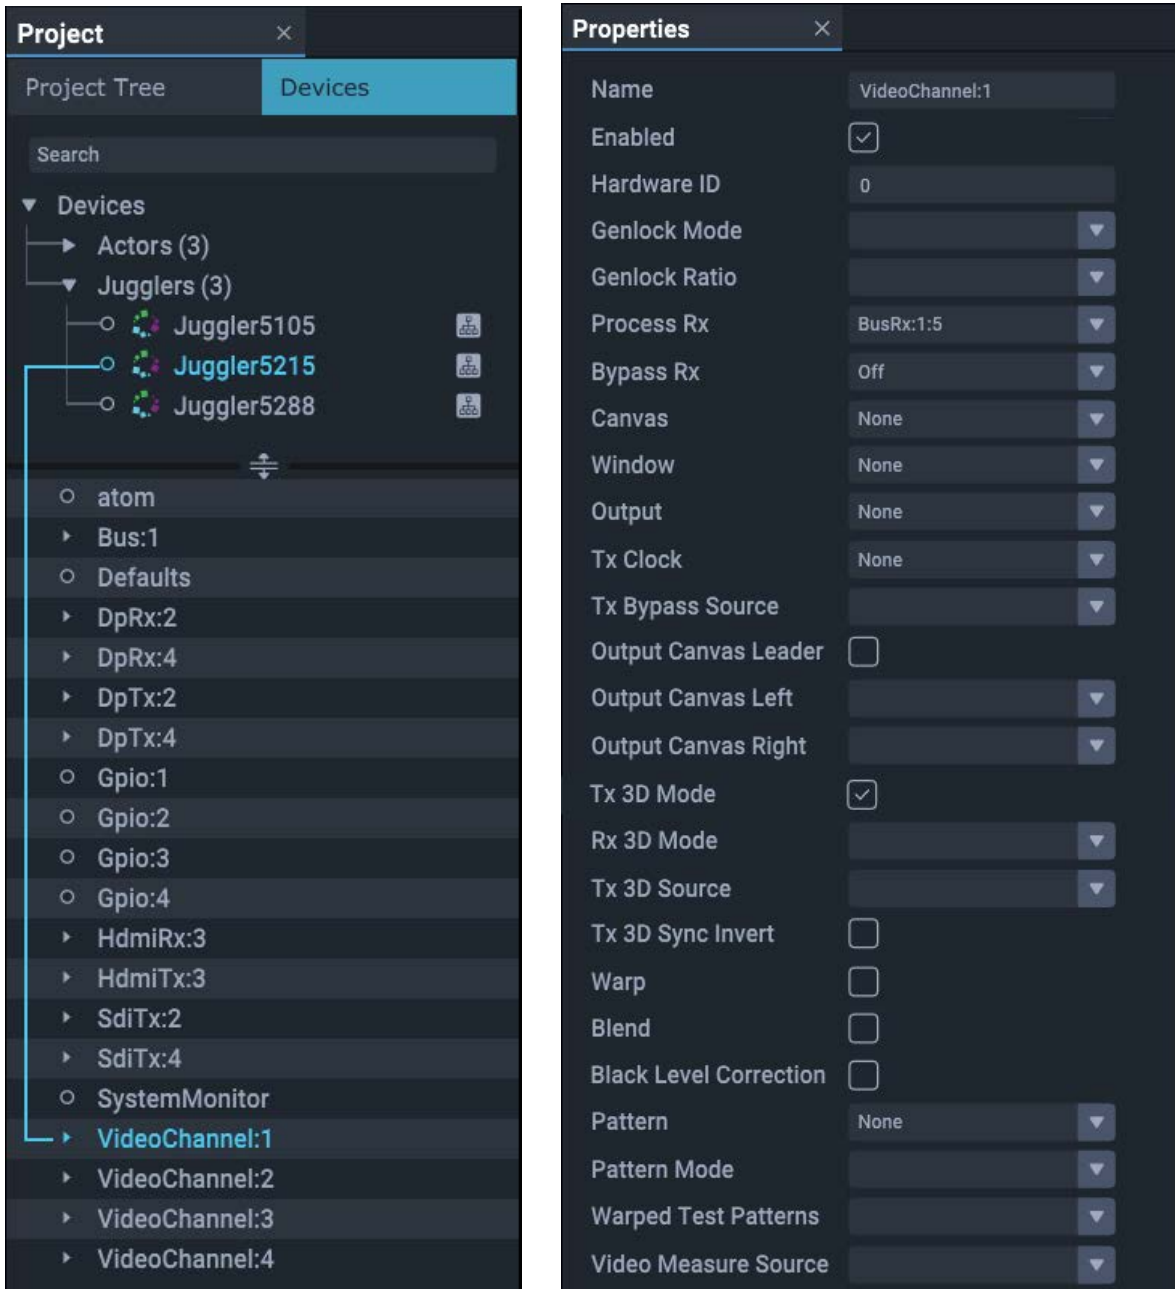 Project
Project Tree
Devices
Search
Devices
Actors (3)
Jugglers (3)
Juggler5105
Juggler5215
Juggler5288
atom
Bus:1
Defaults
DpRx:2
DpRx:4
DpTx:2
DpTx:4
Gpio:1
Gpio:2
Gpio:3
Gpio:4
HdmiRx:3
HdmiTx:3
SdiTx:2
SdiTx:4
SystemMonitor
VideoChannel:1
VideoChannel:2
VideoChannel:3
VideoChannel:4
Properties
Name VideoChannel:1
Enabled
Hardware ID 0
Genlock Mode
Genlock Ratio
Process Rx BusRx:1:5
Bypass Rx Off
Canvas None
Window None
Output None
Tx Clock None
Tx Bypass Source
Output Canvas Leader
Output Canvas Left
Output Canvas Right
Tx 3D Mode
Rx 3D Mode
Tx 3D Source
Tx 3D Sync Invert
Warp
Blend
Black Level Correction
Pattern None
Pattern Mode
Warped Test Patterns
Video Measure Source